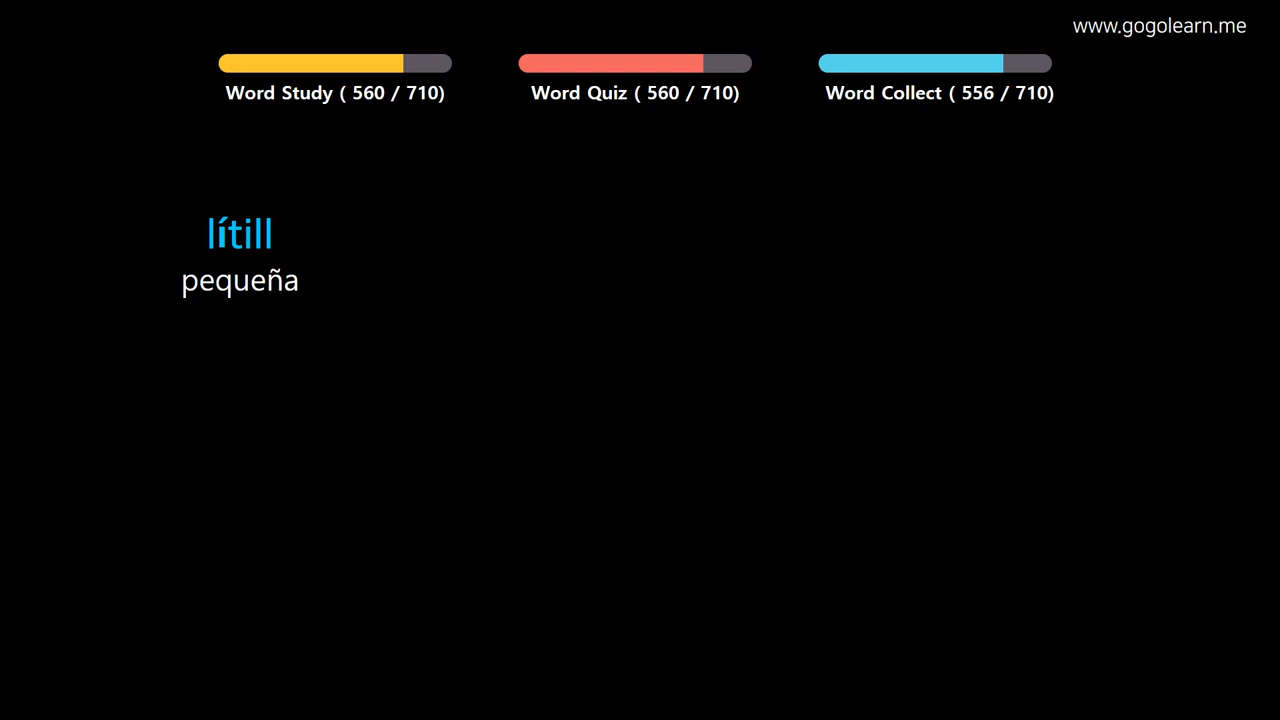 www.gogolearn.me
Word Study ( 560 / 710)
Word Quiz ( 560 / 710)
Word Collect ( 556 / 710)
lítill
pequeña